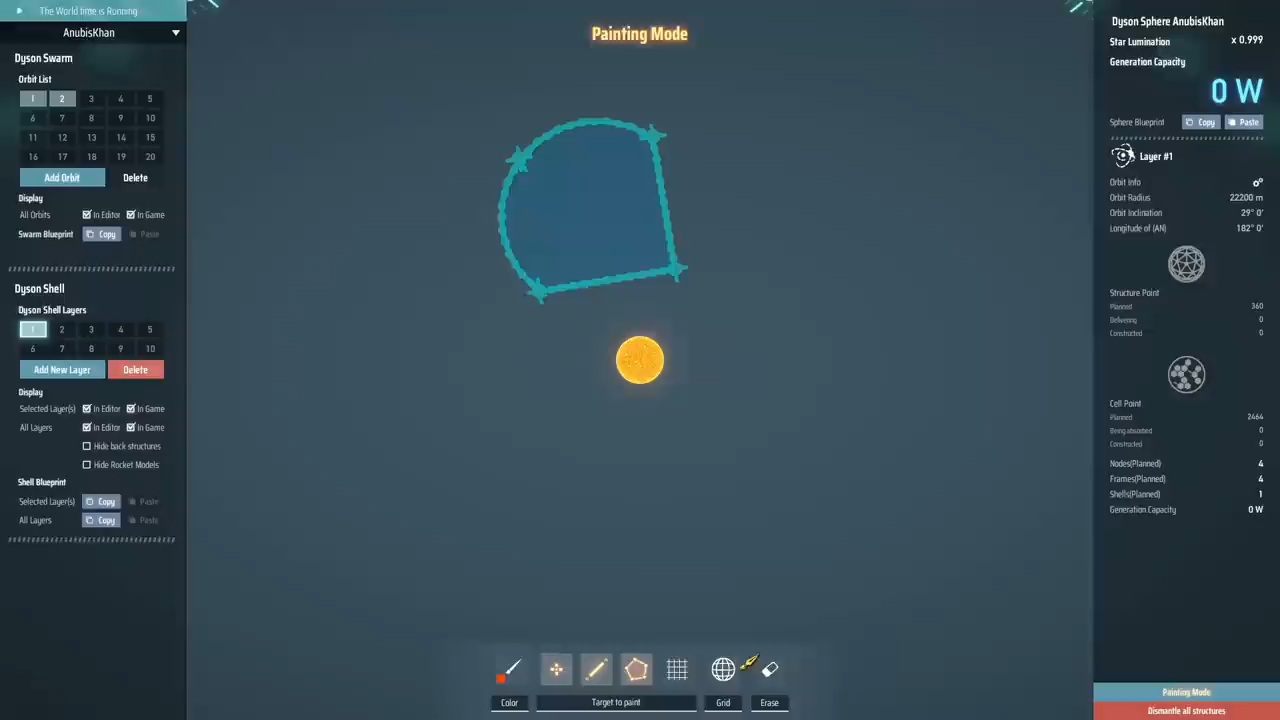 The World time is Running
AnubisKhan
Dyson Swarm
Orbit List
1 2 3 4 5
6 7 8 9 10
11 12 13 14 15
16 17 18 19 20
Add Orbit Delete
Display
All Orbits In Editor In Game
Swarm Blueprint Copy Paste
Dyson Shell
Dyson Shell Layers
1 2 3 4 5
6 7 8 9 10
Add New Layer Delete
Display
Selected Layer(s) In Editor In Game
All Layers In Editor In Game
Hide back structures
Hide Rocket Models
Shell Blueprint
Selected Layer(s) Copy Paste
All Layers Copy Paste
Painting Mode
Color Target to paint Grid Erase
Dyson Sphere AnubisKhan
Star Lumination x 0.999
Generation Capacity
0 W
Sphere Blueprint Copy Paste
Layer #1
Orbit Info
Orbit Radius 22200 m
Orbit Inclination 29° 0'
Longitude of (AN) 182° 0'
Structure Point
Planned 360
Delivering 0
Constructed 0
Cell Point
Planned 2464
Being absorbed 0
Constructed 0
Nodes(Planned) 4
Frames(Planned) 4
Shells(Planned) 1
Generation Capacity 0 W
Painting Mode
Dismantle all structures